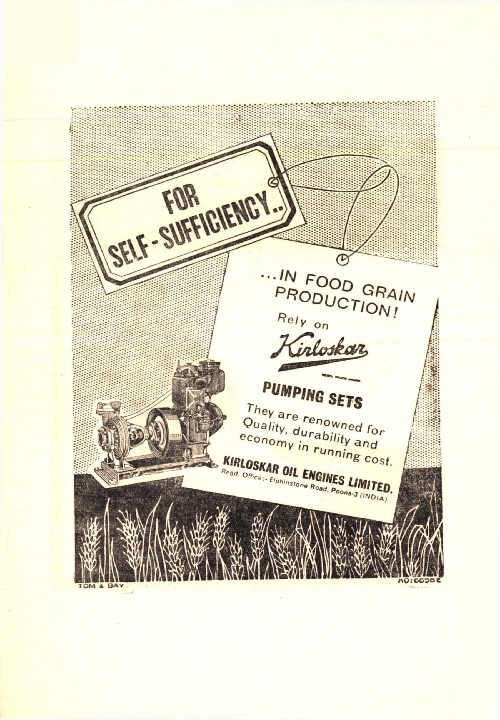 FOR
SELF-SUFFICIENCY..
...IN FOOD GRAIN
PRODUCTION!
Rely on
Kirloskar
PUMPING SETS
They are renowned for
Quality, durability and
economy in running cost.
KIRLOSKAR OIL ENGINES LIMITED.
Regd. Office:- Elphinstone Road, Poona-3 (INDIA)
TOM & BAY.